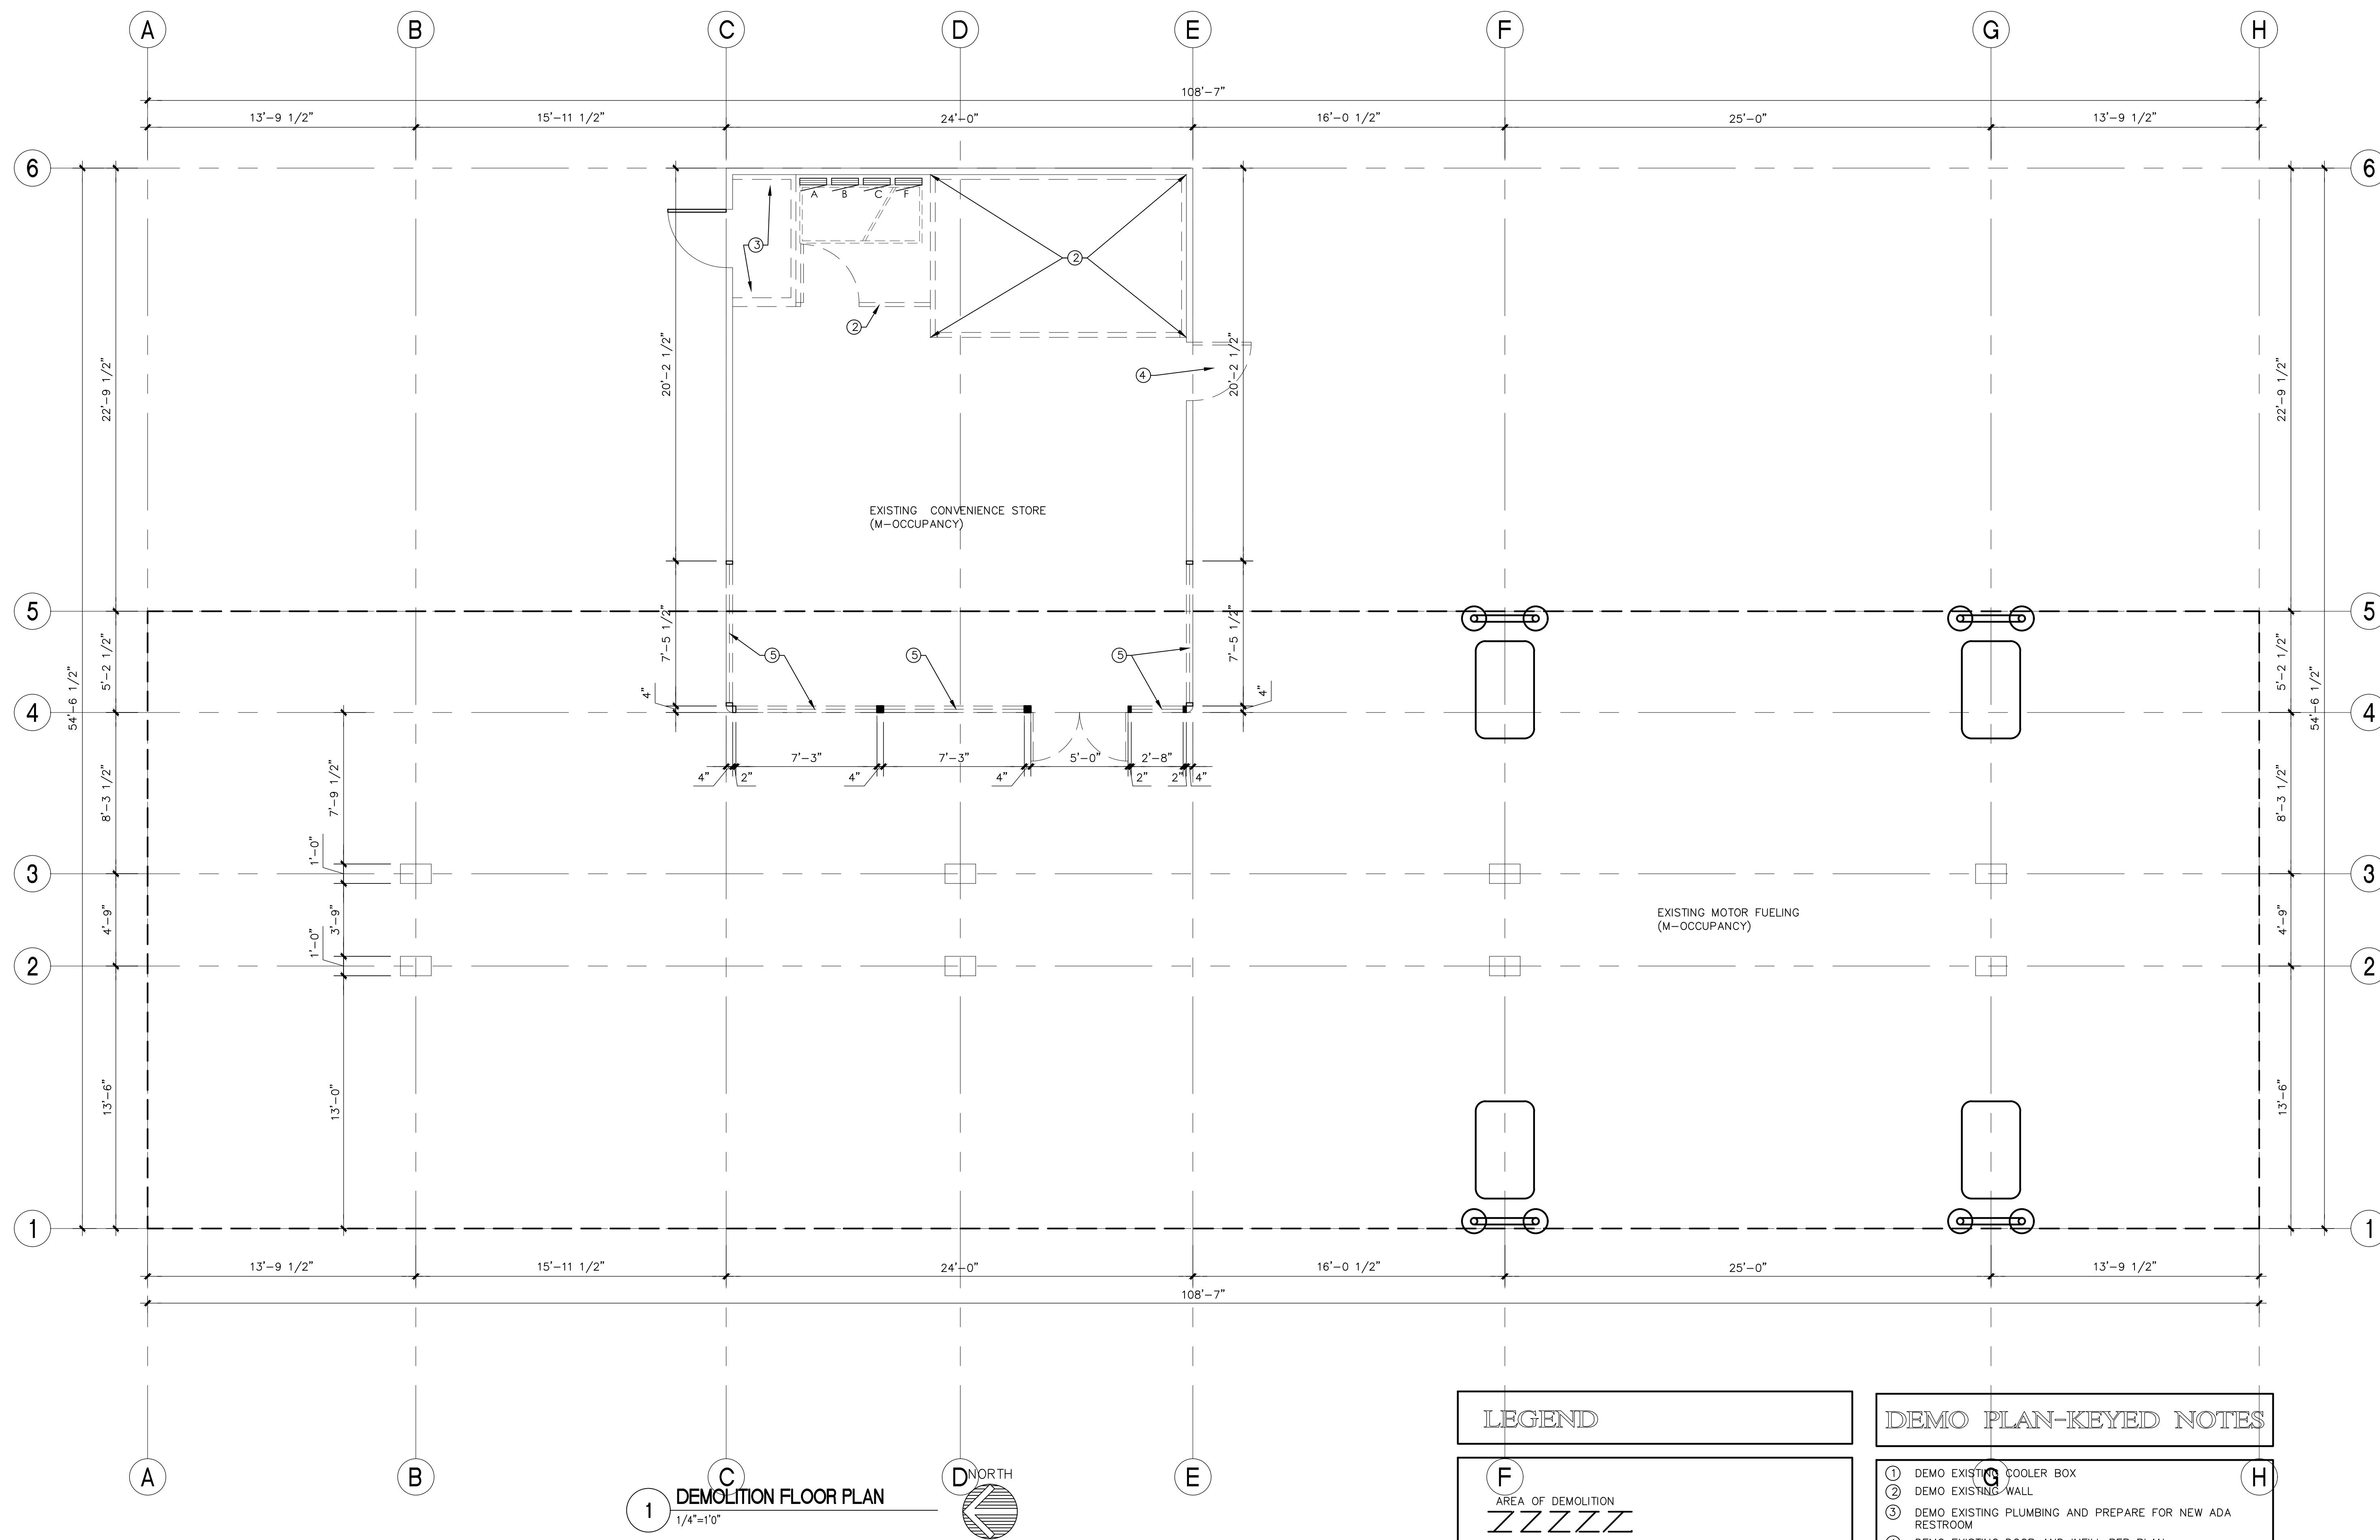 A B C D E F G H
108'-7"
13'-9 1/2" 15'-11 1/2" 24'-0" 16'-0 1/2" 25'-0" 13'-9 1/2"
6 6
A B C F
3
2
2
4
20'-2 1/2" 20'-2 1/2"
22'-9 1/2" 22'-9 1/2"
EXISTING CONVENIENCE STORE
(M-OCCUPANCY)
5 5
7'-5 1/2" 7'-5 1/2"
5'-2 1/2" 5'-2 1/2"
5 5 5
54'-6 1/2" 54'-6 1/2"
4" 4"
4 4
7'-3" 7'-3" 5'-0" 2'-8"
4" 2" 4" 4" 2" 2" 4"
8'-3 1/2" 7'-9 1/2" 8'-3 1/2"
1'-0"
3 3
4'-9" 3'-9" 4'-9"
EXISTING MOTOR FUELING
(M-OCCUPANCY)
1'-0"
2 2
13'-6" 13'-0" 13'-6"
1 1
13'-9 1/2" 15'-11 1/2" 24'-0" 16'-0 1/2" 25'-0" 13'-9 1/2"
108'-7"
A B C D E F G H
NORTH
1 DEMOLITION FLOOR PLAN
1/4"=1'0"
LEGEND
AREA OF DEMOLITION
DEMO PLAN-KEYED NOTES
1 DEMO EXISTING COOLER BOX
2 DEMO EXISTING WALL
3 DEMO EXISTING PLUMBING AND PREPARE FOR NEW ADA
RESTROOM